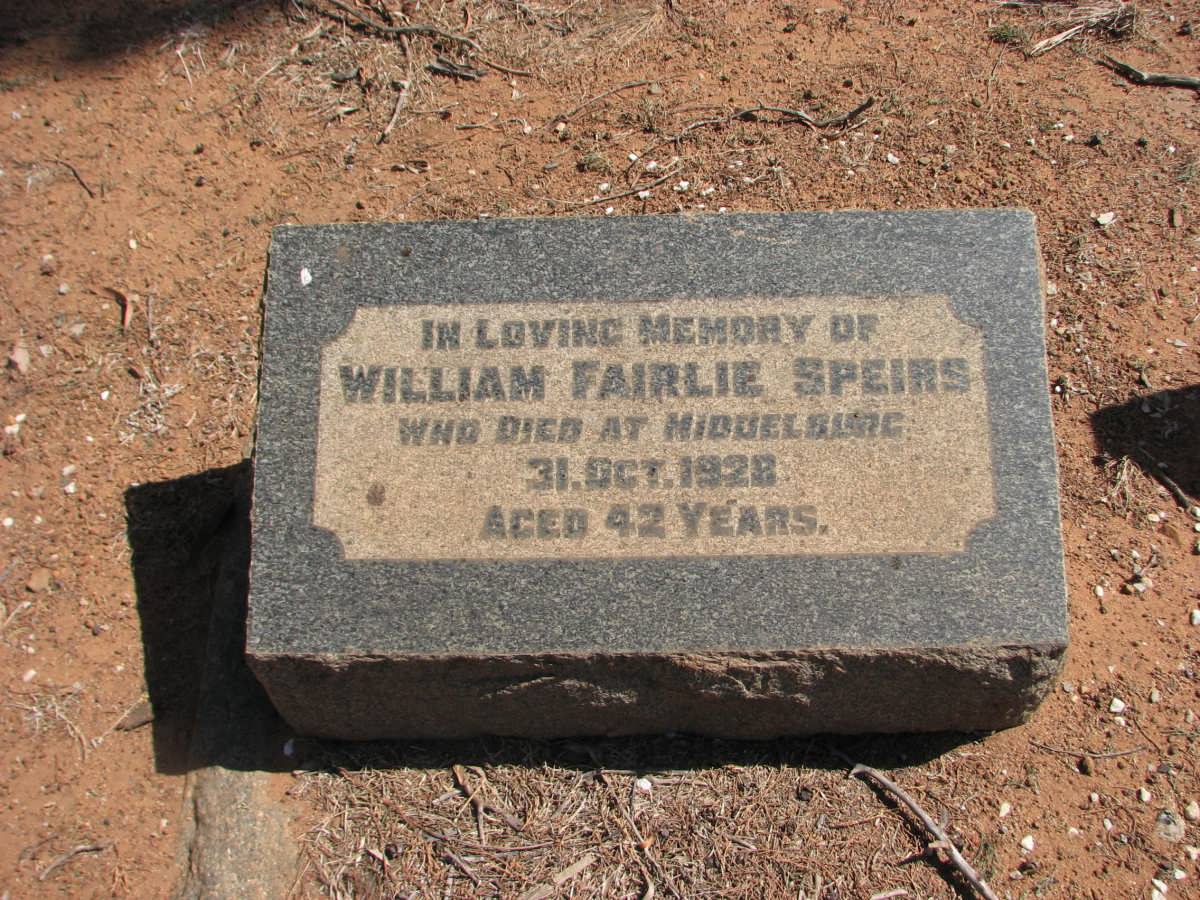 IN LOVING MEMORY OF
WILLIAM FAIRLIE SPEIRS
WHO DIED AT MIDDELBURG
31. OCT. 1928
AGED 42 YEARS.